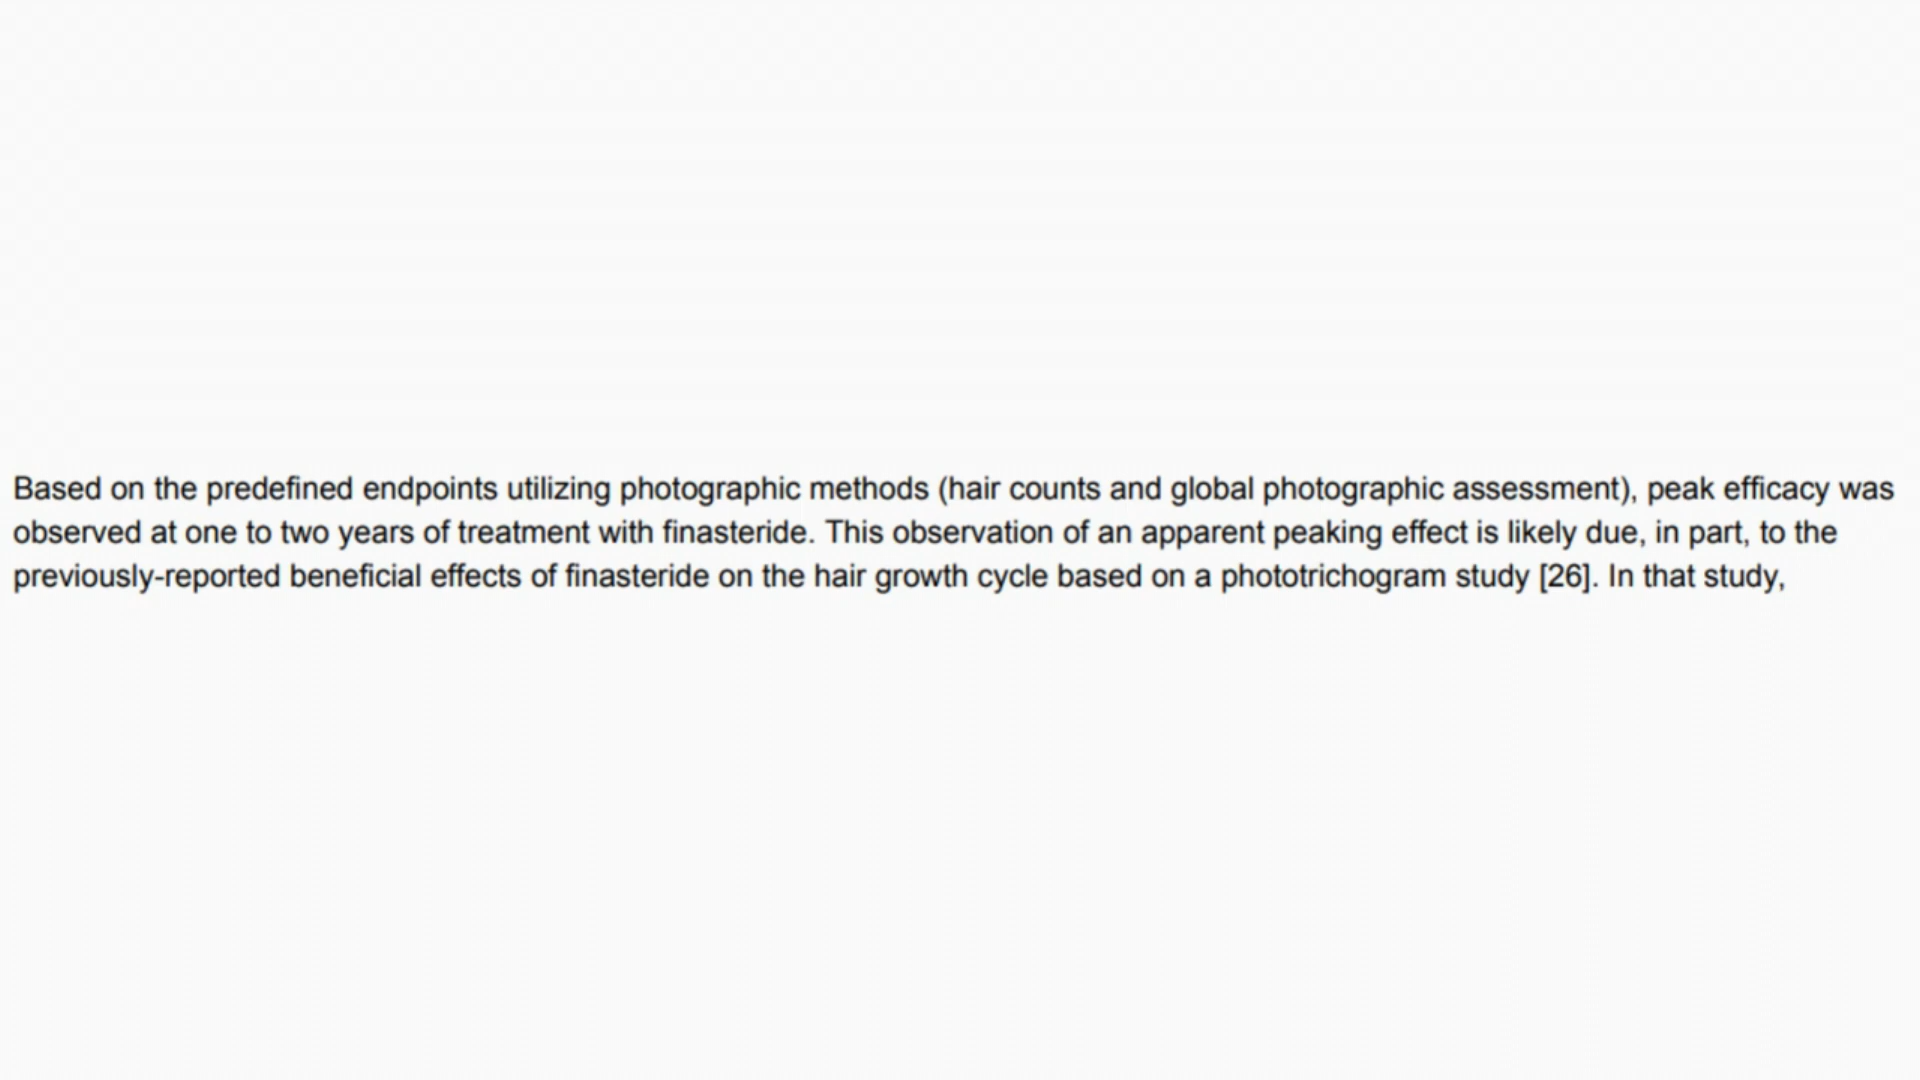 Based on the predefined endpoints utilizing photographic methods (hair counts and global photographic assessment), peak efficacy was
observed at one to two years of treatment with finasteride. This observation of an apparent peaking effect is likely due, in part, to the
previously-reported beneficial effects of finasteride on the hair growth cycle based on a phototrichogram study [26]. In that study,